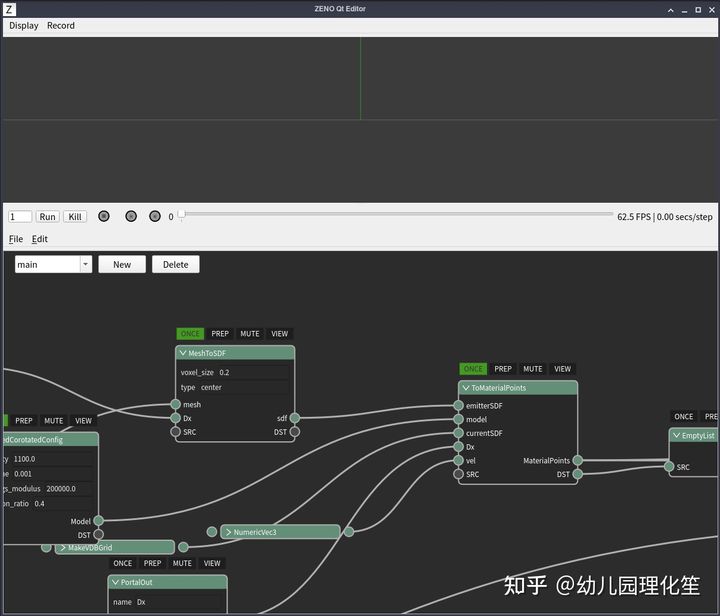 Z ZENO Qt Editor
Display Record
1 Run Kill 0 62.5 FPS | 0.00 secs/step
File Edit
main New Delete
ONCE PREP MUTE VIEW
MeshToSDF
voxel_size 0.2
type center
mesh
Dx sdf
SRC DST
ONCE PREP MUTE VIEW
ToMaterialPoints
emitterSDF
model
currentSDF
Dx
vel MaterialPoints
SRC DST
ONCE PRE
EmptyList
SRC
PREP MUTE VIEW
edCorotatedConfig
ty 1100.0
ne 0.001
gs_modulus 200000.0
on_ratio 0.4
Model
DST
MakeVDBGrid
NumericVec3
ONCE PREP MUTE VIEW
PortalOut
name Dx
知乎 @幼儿园理化笙